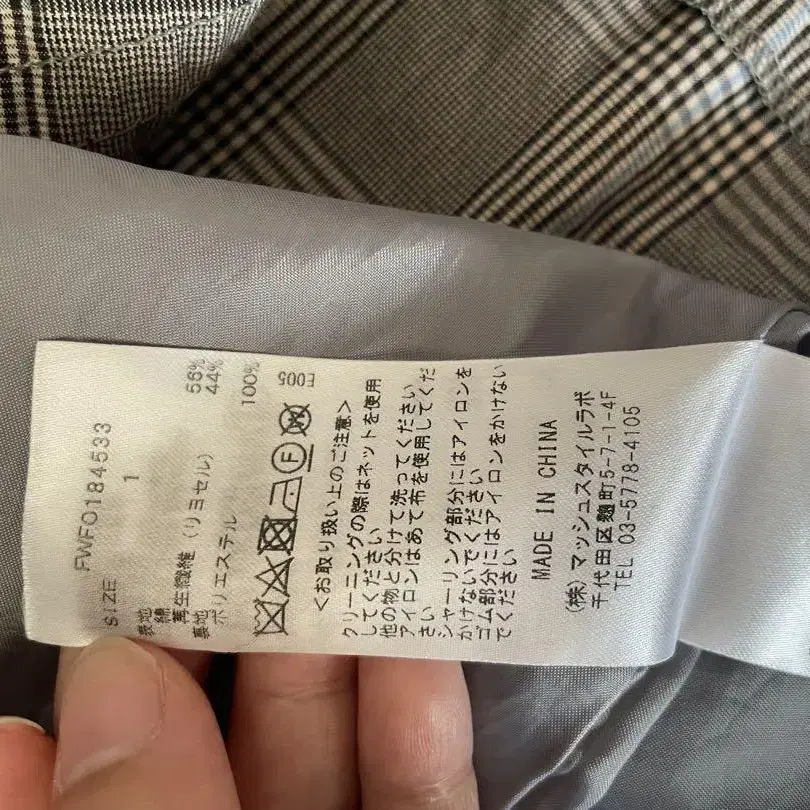 FWFO184533
SIZE 1
表地
綿 56%
再生繊維 (リヨセル) 44%
裏地
ポリエステル 100%
F
E005
<お取り扱い上のご注意>
クリーニングの際はネットを使用
してください
他の物と分けて洗ってください
アイロンはあて布を使用してくだ
さい
シャーリング部分にはアイロンを
かけないでください
ゴム部分にはアイロンをかけない
でください
MADE IN CHINA
(株) マッシュスタイルラボ
千代田区麹町5-7-1-4F
TEL 03-5778-4105